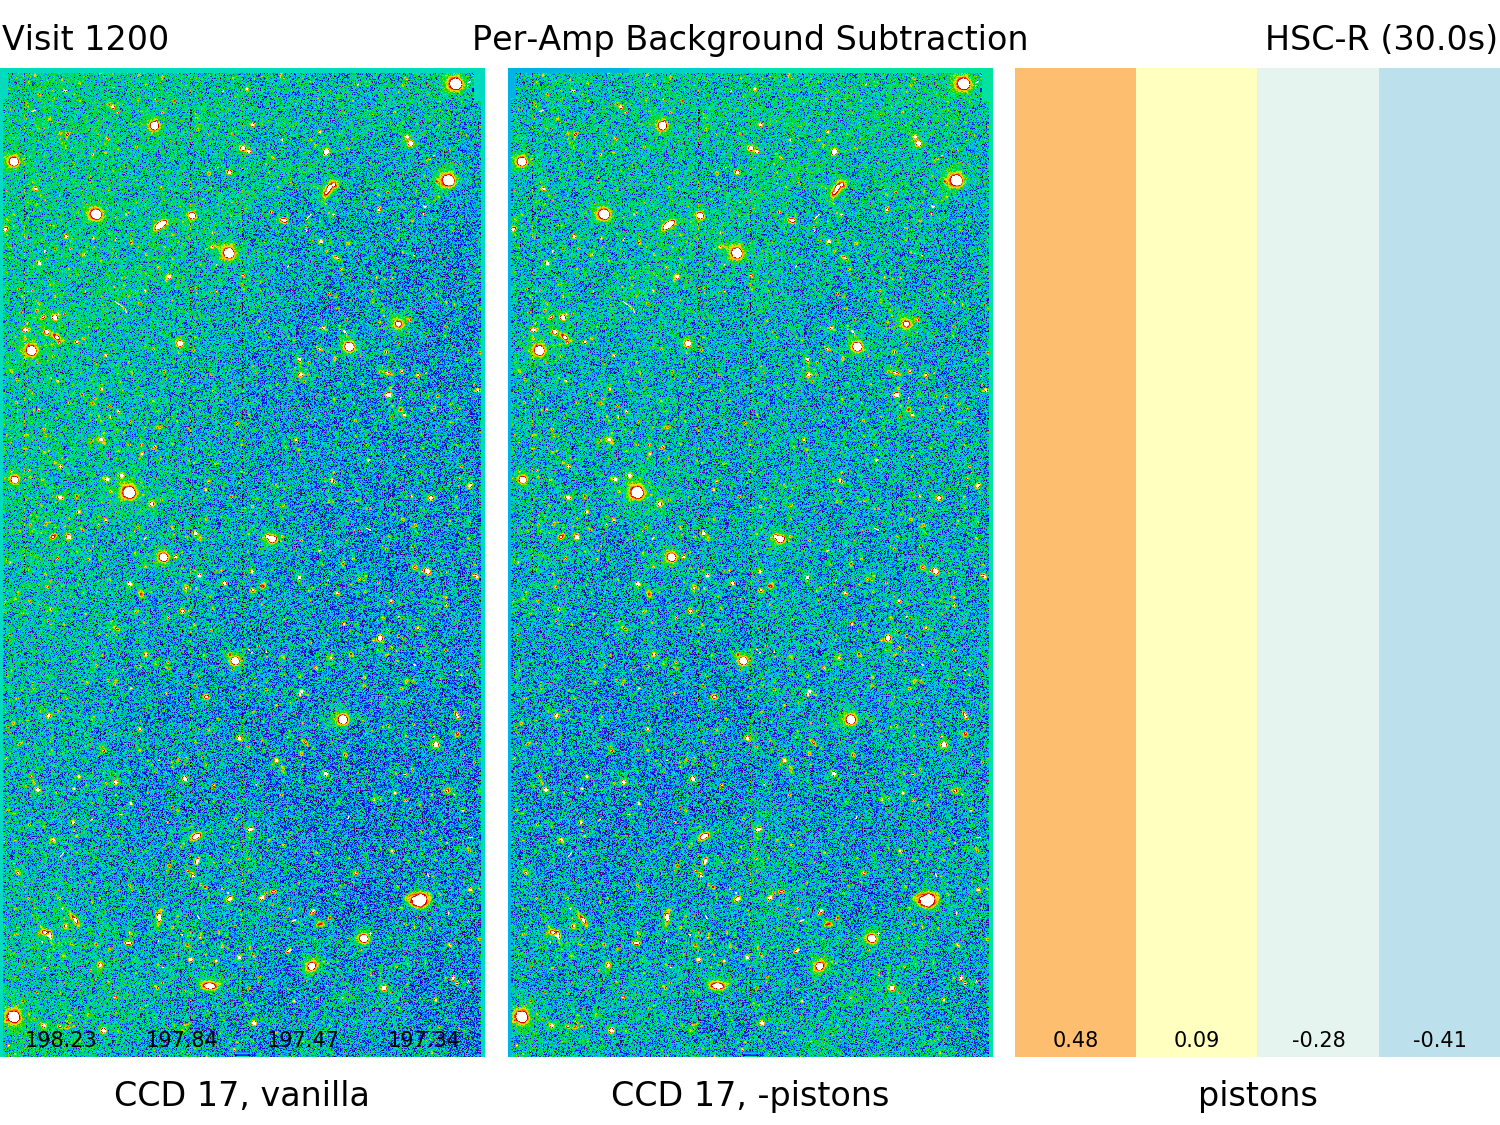 Visit 1200 Per-Amp Background Subtraction HSC-R (30.0s)
198.23 197.84 197.47 197.34 0.48 0.09 -0.28 -0.41
CCD 17, vanilla CCD 17, -pistons pistons